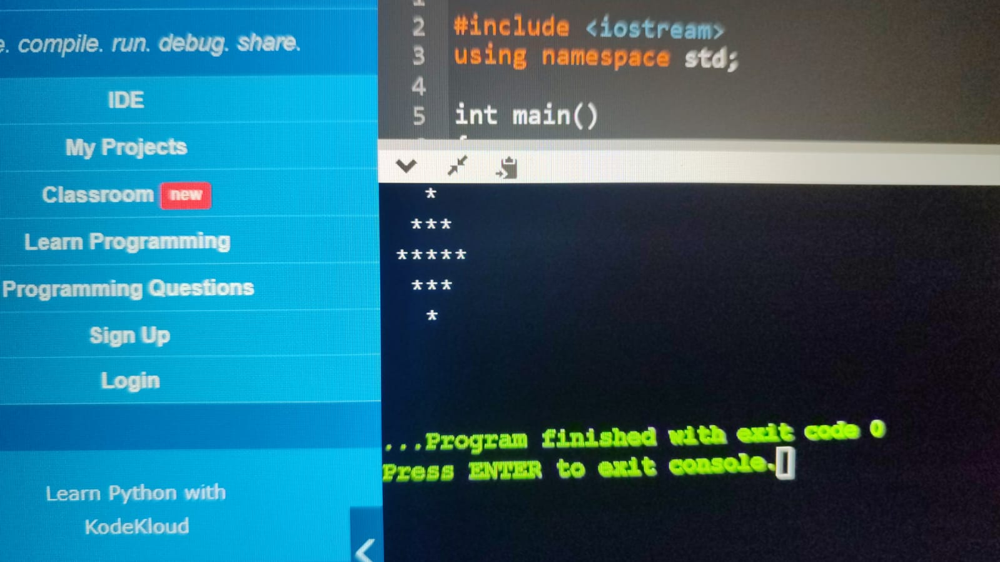 compile. run. debug. share.
IDE
My Projects
Classroom new
Learn Programming
Programming Questions
Sign Up
Login
Learn Python with
KodeKloud
2 #include <iostream>
3 using namespace std;
4
5 int main()
*
***
*****
***
*
...Program finished with exit code 0
Press ENTER to exit console.